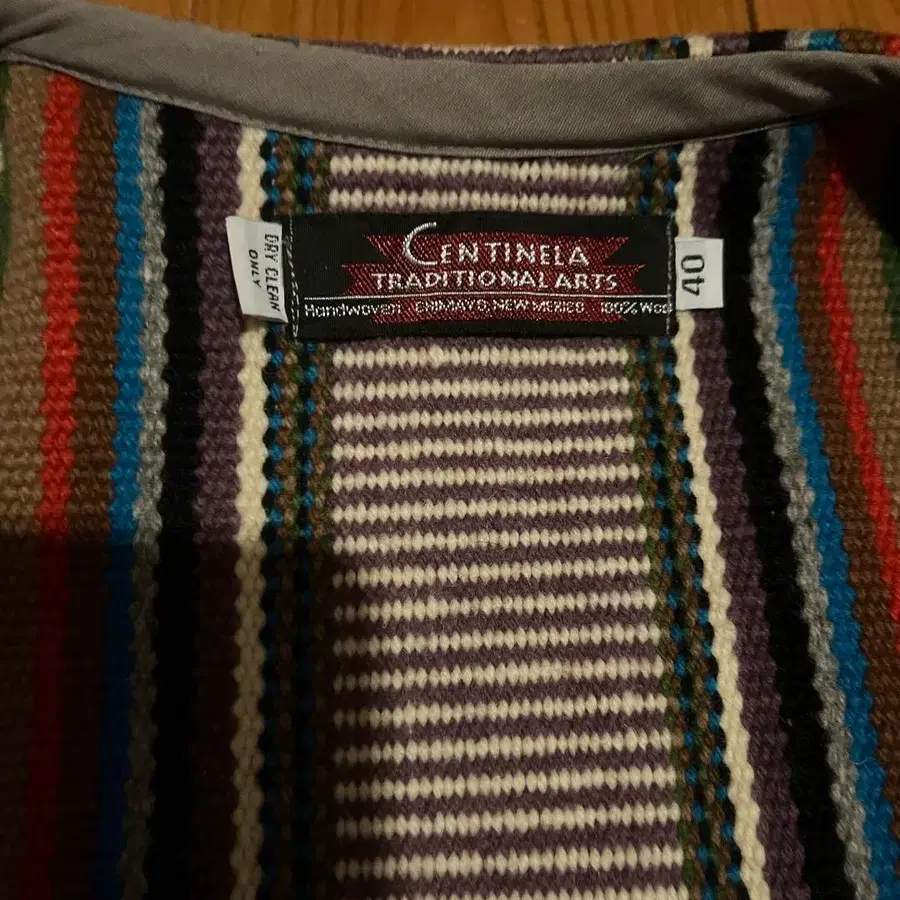 DRY CLEAN
ONLY
CENTINELA
TRADITIONAL ARTS
Handwoven CHIMAYO, NEW MEXICO 100% Wool
40